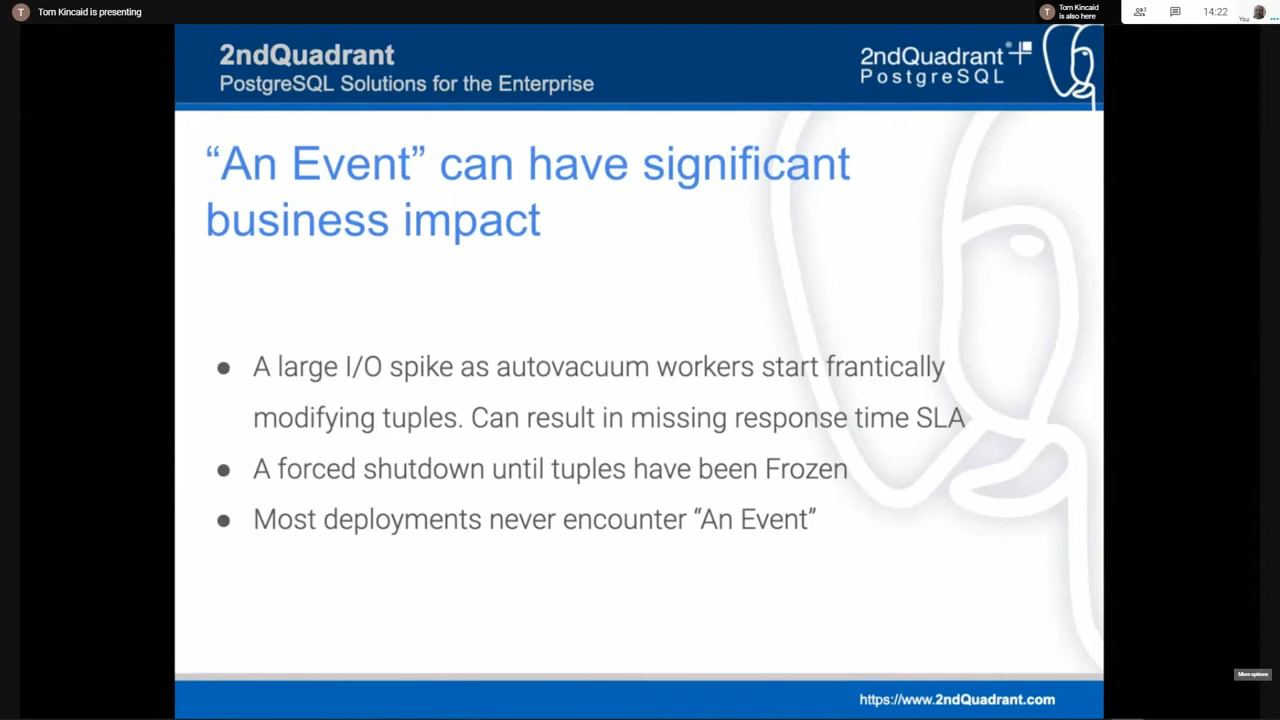 T Tom Kincaid is presenting
T Tom Kincaid
is also here
3
14:22
You
2ndQuadrant
PostgreSQL Solutions for the Enterprise
2ndQuadrant®+
PostgreSQL
“An Event” can have significant
business impact
● A large I/O spike as autovacuum workers start frantically
modifying tuples. Can result in missing response time SLA
● A forced shutdown until tuples have been Frozen
● Most deployments never encounter “An Event”
More options
https://www.2ndQuadrant.com